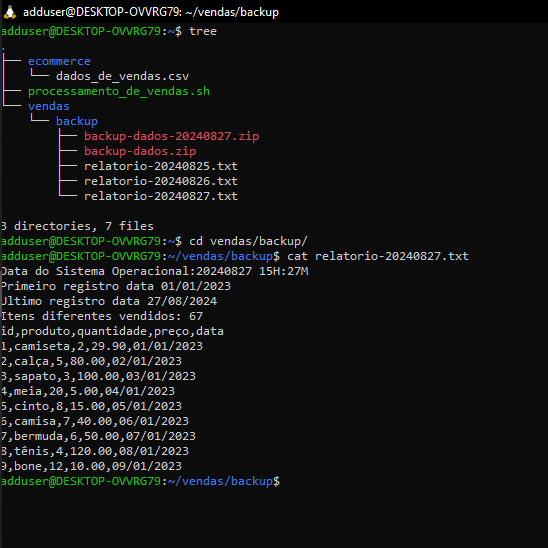 adduser@DESKTOP-OVVRG79: ~/vendas/backup
adduser@DESKTOP-OVVRG79:~$ tree
.
├── ecommerce
│   └── dados_de_vendas.csv
├── processamento_de_vendas.sh
└── vendas
    └── backup
        ├── backup-dados-20240827.zip
        ├── backup-dados.zip
        ├── relatorio-20240825.txt
        ├── relatorio-20240826.txt
        └── relatorio-20240827.txt
3 directories, 7 files
adduser@DESKTOP-OVVRG79:~$ cd vendas/backup/
adduser@DESKTOP-OVVRG79:~/vendas/backup$ cat relatorio-20240827.txt
Data do Sistema Operacional:20240827 15H:27M
Primeiro registro data 01/01/2023
Ultimo registro data 27/08/2024
Itens diferentes vendidos: 67
id,produto,quantidade,preço,data
1,camiseta,2,29.90,01/01/2023
2,calça,5,80.00,02/01/2023
3,sapato,3,100.00,03/01/2023
4,meia,20,5.00,04/01/2023
5,cinto,8,15.00,05/01/2023
6,camisa,7,40.00,06/01/2023
7,bermuda,6,50.00,07/01/2023
8,tênis,4,120.00,08/01/2023
9,bone,12,10.00,09/01/2023
adduser@DESKTOP-OVVRG79:~/vendas/backup$